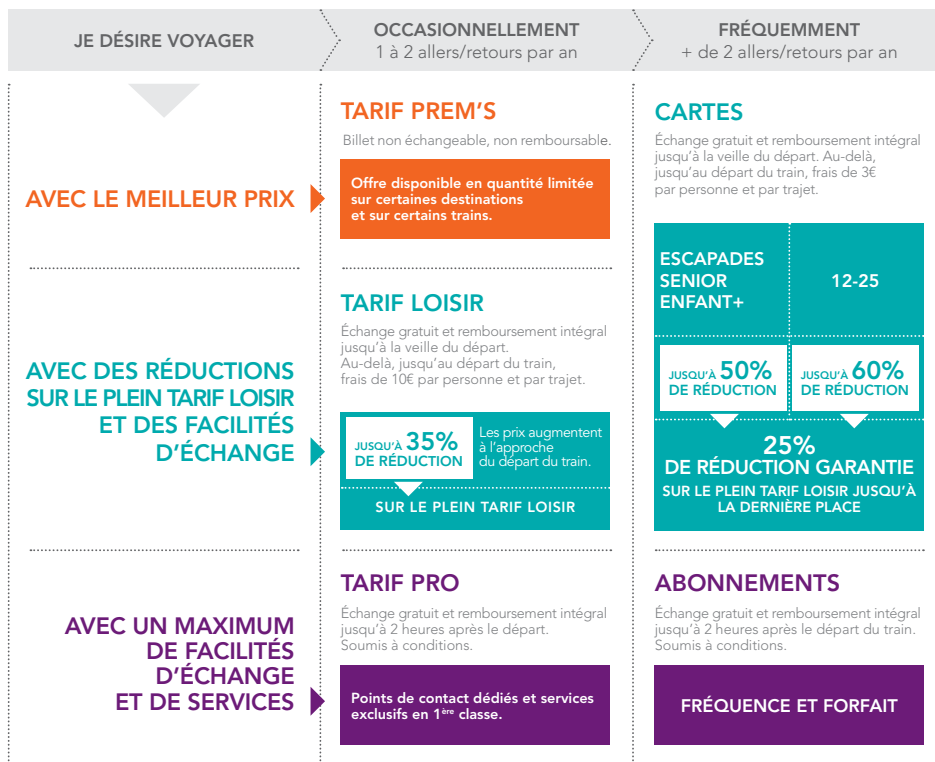 JE DÉSIRE VOYAGER
OCCASIONNELLEMENT
1 à 2 allers/retours par an
FRÉQUEMMENT
+ de 2 allers/retours par an
AVEC LE MEILLEUR PRIX
TARIF PREM'S
Billet non échangeable, non remboursable.
Offre disponible en quantité limitée
sur certaines destinations
et sur certains trains.
AVEC DES RÉDUCTIONS
SUR LE PLEIN TARIF LOISIR
ET DES FACILITÉS
D'ÉCHANGE
TARIF LOISIR
Échange gratuit et remboursement intégral
jusqu'à la veille du départ.
Au-delà, jusqu'au départ du train,
frais de 10€ par personne et par trajet.
JUSQU'À 35%
DE RÉDUCTION
Les prix augmentent
à l'approche
du départ du train.
SUR LE PLEIN TARIF LOISIR
CARTES
Échange gratuit et remboursement intégral
jusqu'à la veille du départ. Au-delà,
jusqu'au départ du train, frais de 3€
par personne et par trajet.
ESCAPADES
SENIOR
ENFANT+
12-25
JUSQU'À 50%
DE RÉDUCTION
JUSQU'À 60%
DE RÉDUCTION
25%
DE RÉDUCTION GARANTIE
SUR LE PLEIN TARIF LOISIR JUSQU'À
LA DERNIÈRE PLACE
AVEC UN MAXIMUM
DE FACILITÉS
D'ÉCHANGE
ET DE SERVICES
TARIF PRO
Échange gratuit et remboursement intégral
jusqu'à 2 heures après le départ.
Soumis à conditions.
Points de contact dédiés et services
exclusifs en 1ère classe.
ABONNEMENTS
Échange gratuit et remboursement intégral
jusqu'à 2 heures après le départ du train.
Soumis à conditions.
FRÉQUENCE ET FORFAIT